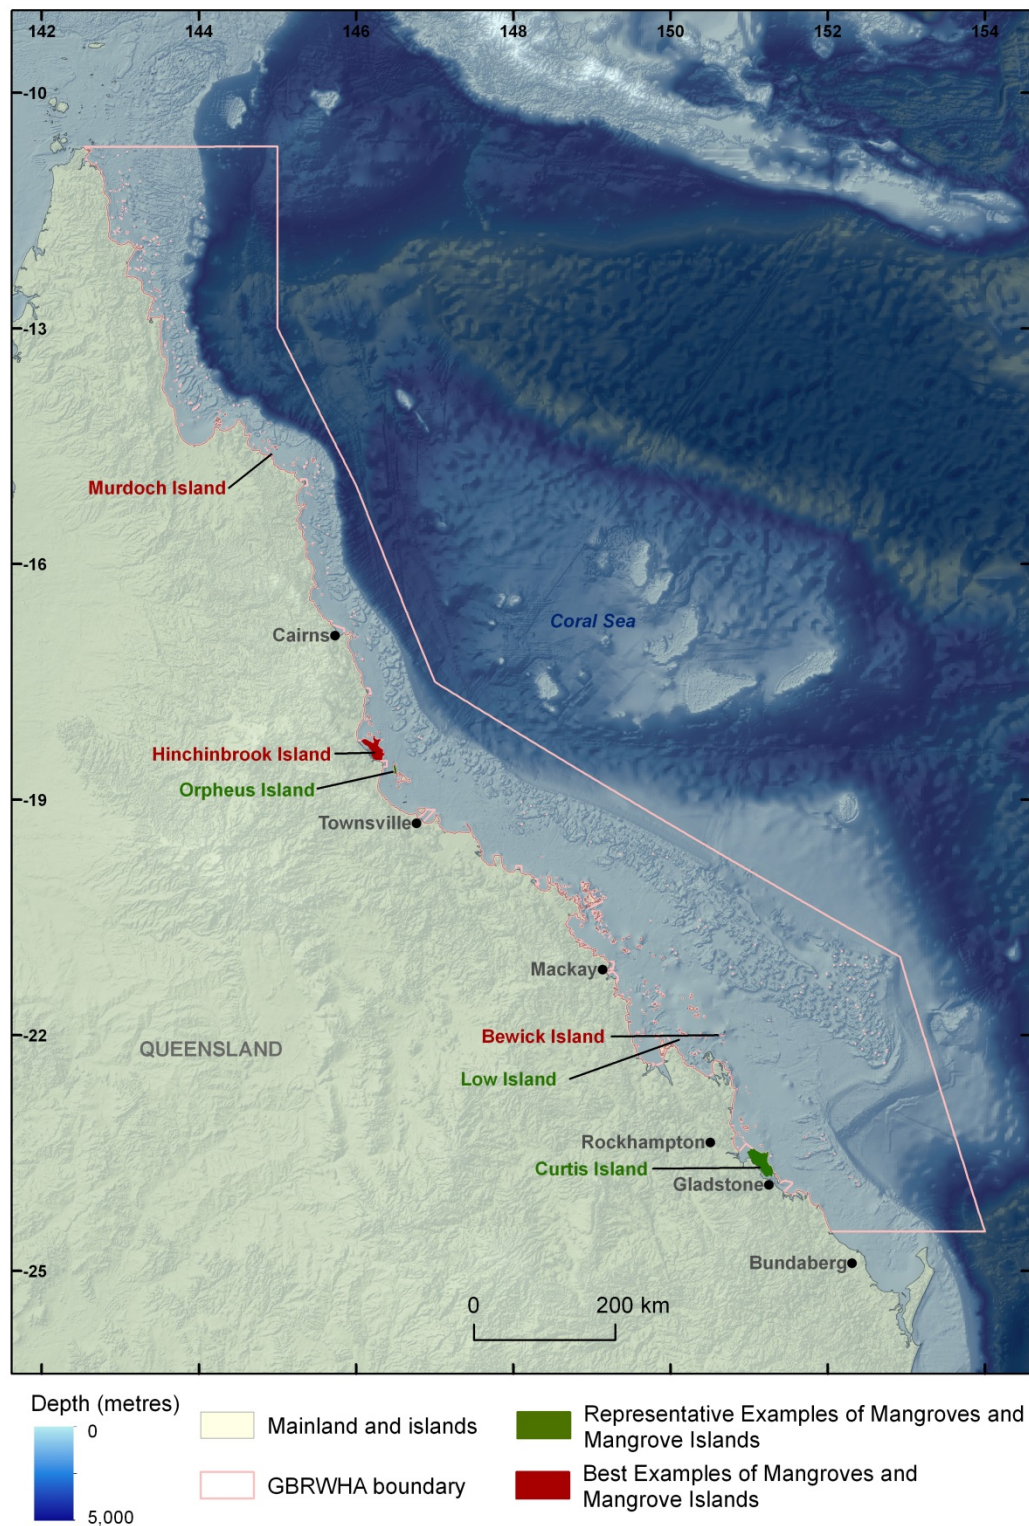 142 144 146 148 150 152 154
-10
-13
Murdoch Island
-16
Coral Sea
Cairns
Hinchinbrook Island
Orpheus Island
-19
Townsville
Mackay
-22
Bewick Island
QUEENSLAND
Low Island
Rockhampton
Curtis Island
Gladstone
Bundaberg
-25
0 200 km
Depth (metres)
0
5,000
Mainland and islands
GBRWHA boundary
Representative Examples of Mangroves and
Mangrove Islands
Best Examples of Mangroves and
Mangrove Islands